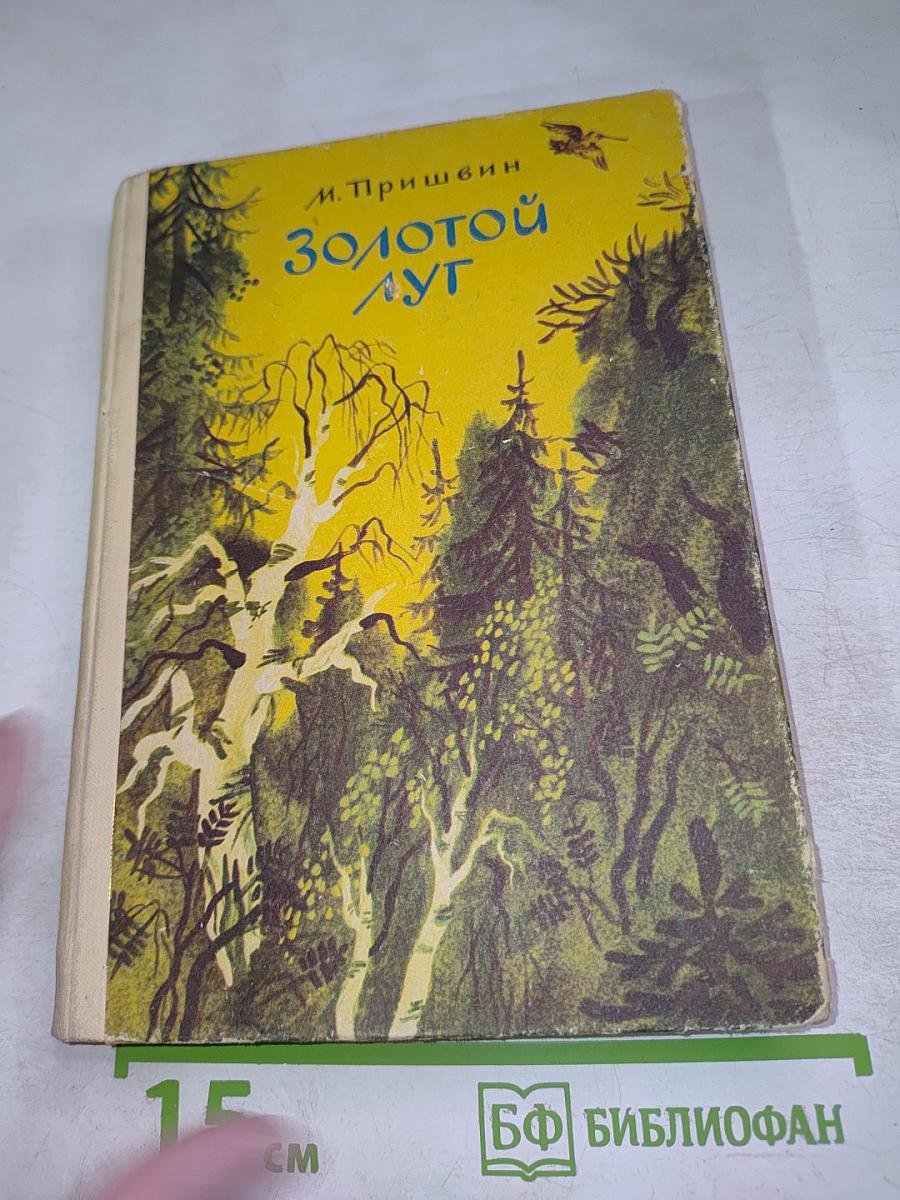 М. Пришвин
ЗОЛОТОЙ
ЛУГ
15 см
БФ БИБЛИОФАН